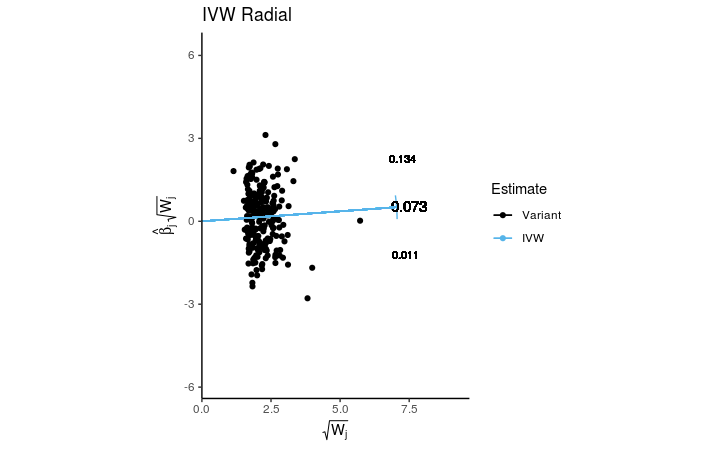 IVW Radial
6
3
0
-3
-6
β̂ⱼ√Wⱼ
0.134
0.073
0.011
Estimate
Variant
IVW
0.0
2.5
5.0
7.5
√Wⱼ